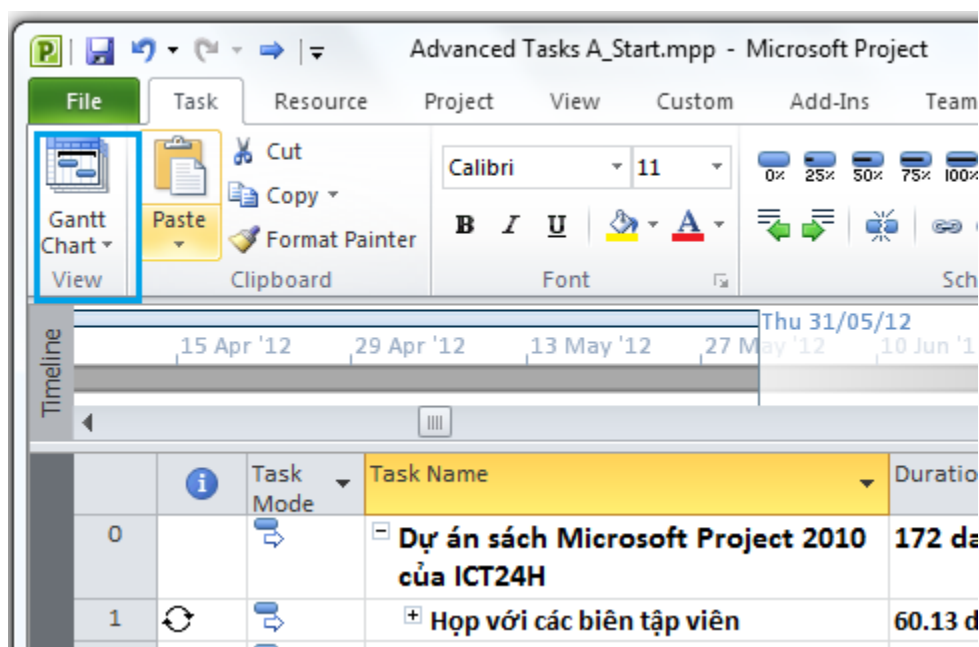 Advanced Tasks A_Start.mpp - Microsoft Project
File Task Resource Project View Custom Add-Ins Team
Gantt Chart
View
Paste
Cut
Copy
Format Painter
Clipboard
Calibri 11
B I U A
Font
0% 25% 50% 75% 100%
Sch
Timeline
Thu 31/05/12
15 Apr '12 29 Apr '12 13 May '12 27 May '12 10 Jun '1
Task Mode Task Name Duratio
0 Dự án sách Microsoft Project 2010 172 da
của ICT24H
1 Họp với các biên tập viên 60.13 d